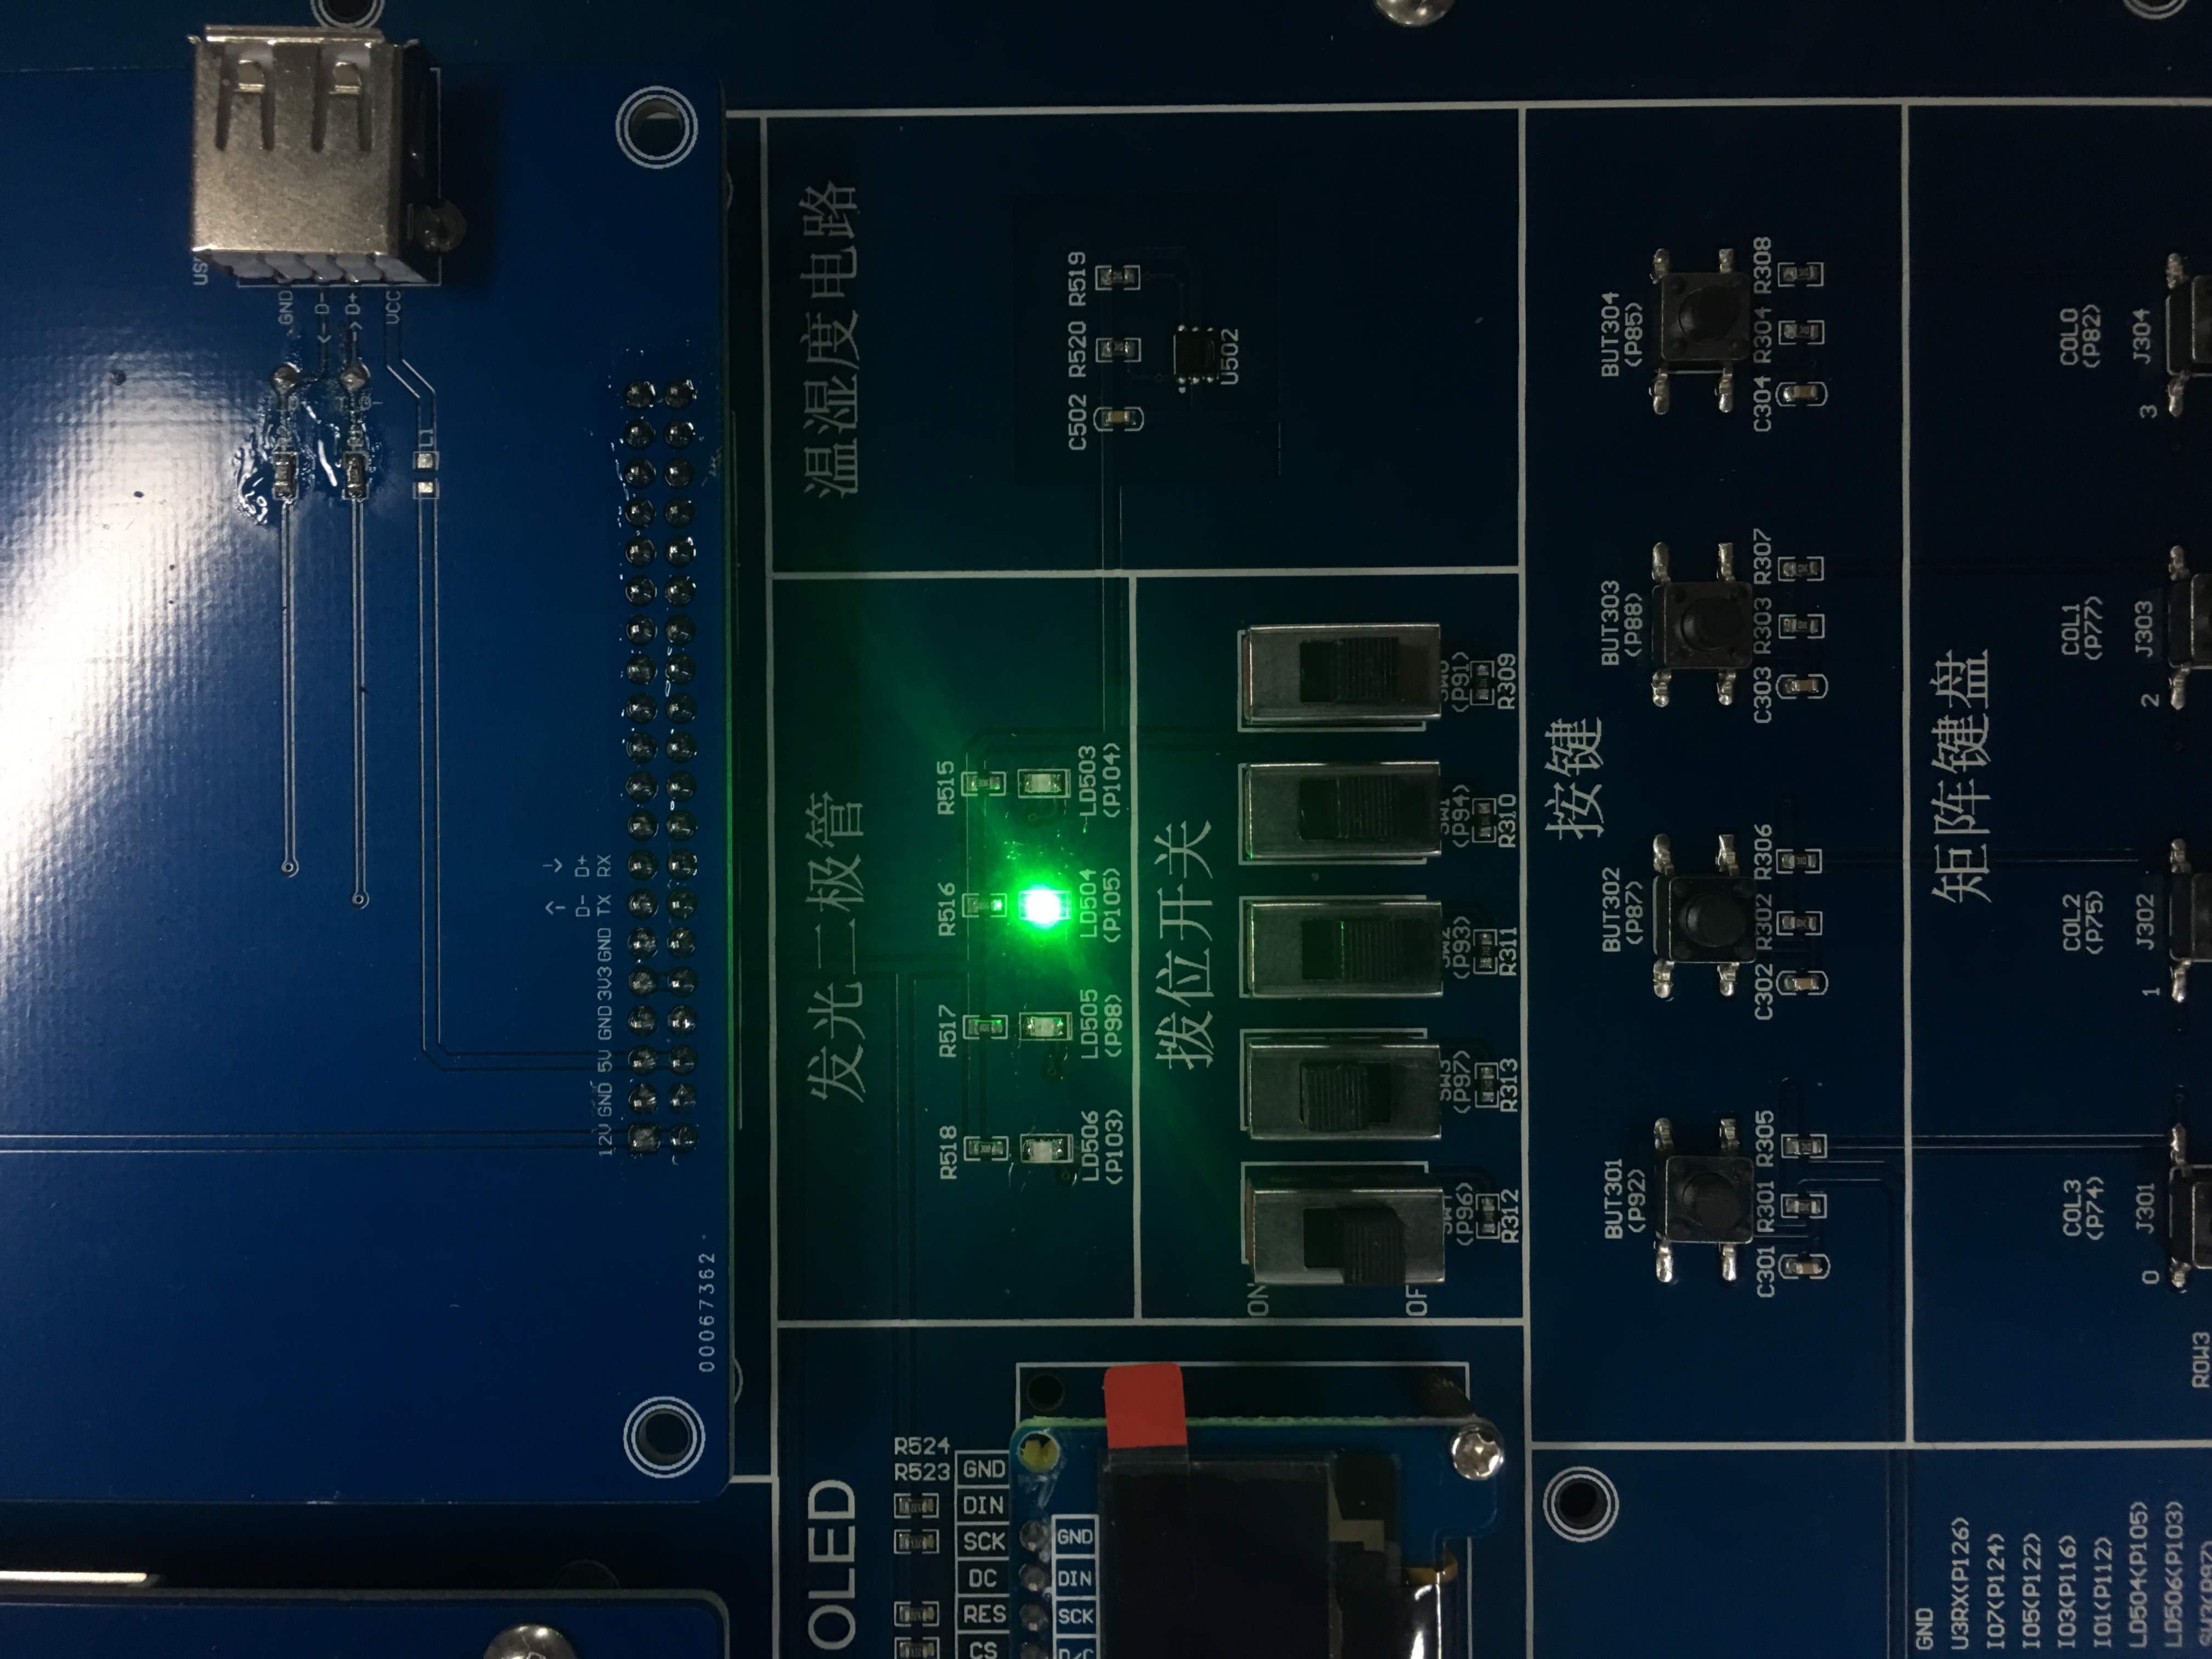 GND
D-
D+
VCC
L1
D- D+
12V GND 5V GND 3V3 GND TX RX
00067362
OLED
发光二极管
温湿度电路
R523
R524
CS RES DC SCK DIN GND
R518 R517 R516 R515
SCK DIN GND
LD506 LD505 LD504 LD503
(P103) (P98) (P105) (P104)
C502 R520 R519
U502
拨位开关
ON
(P96) (P97) (P93) (P94) (P91)
R312 R313 R311 R310 R309
按键
BUT301 BUT302 BUT303 BUT304
(P92) (P87) (P88) (P85)
C301 R301 R305 C302 R302 R306 C303 R303 R307 C304 R304 R308
矩阵键盘
GND
U3RX(P126)
IO7(P124)
IO5(P122)
IO3(P116)
IO1(P112)
LD504(P105)
LD506(P103)
SW3(P97)
COL3 COL2 COL1 COL0
(P74) (P75) (P77) (P82)
0 J301 1 J302 2 J303 3 J304
ROW3